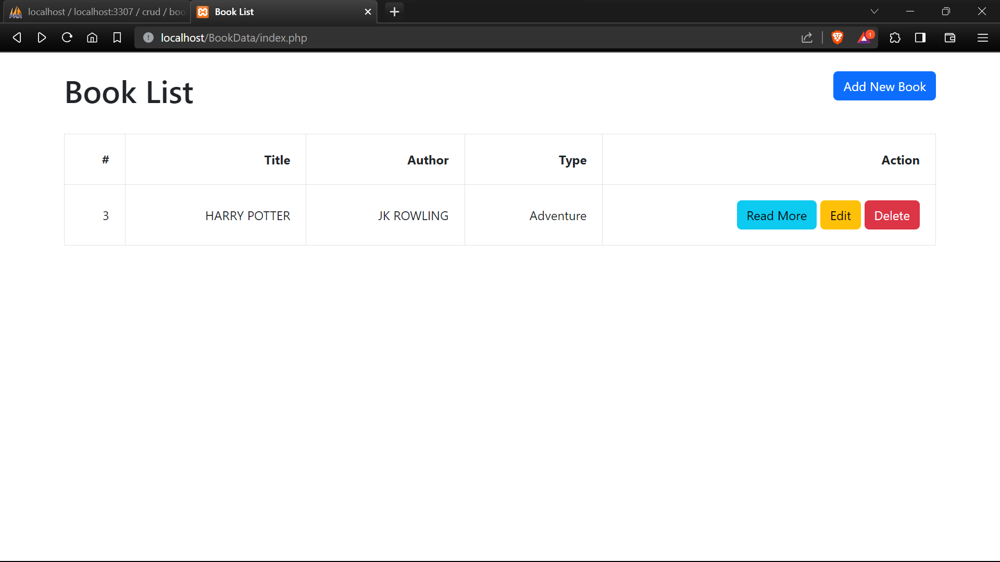 localhost / localhost:3307 / crud / boo
Book List
localhost/BookData/index.php
1
Book List
Add New Book
# Title Author Type Action
3 HARRY POTTER JK ROWLING Adventure Read More Edit Delete